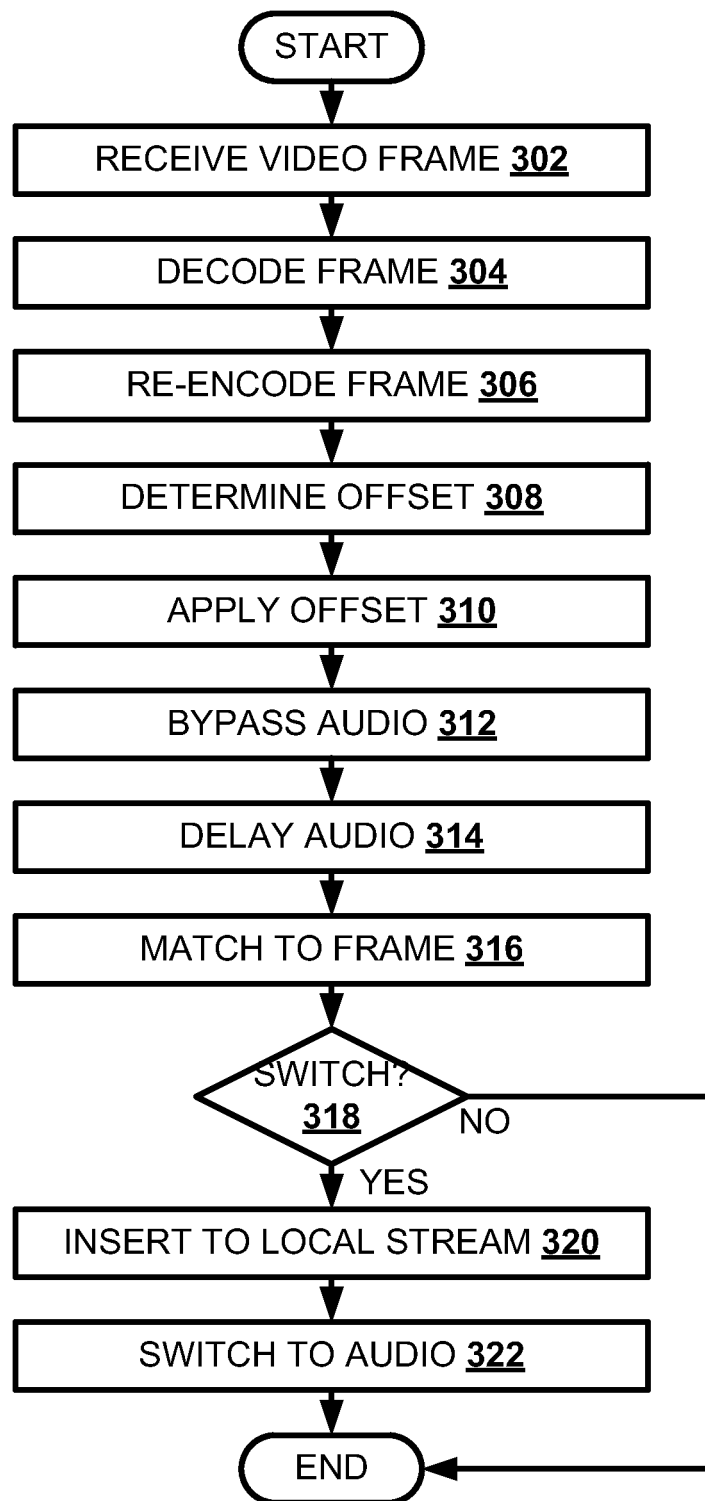 START
RECEIVE VIDEO FRAME 302
DECODE FRAME 304
RE-ENCODE FRAME 306
DETERMINE OFFSET 308
APPLY OFFSET 310
BYPASS AUDIO 312
DELAY AUDIO 314
MATCH TO FRAME 316
SWITCH?
318
NO
YES
INSERT TO LOCAL STREAM 320
SWITCH TO AUDIO 322
END